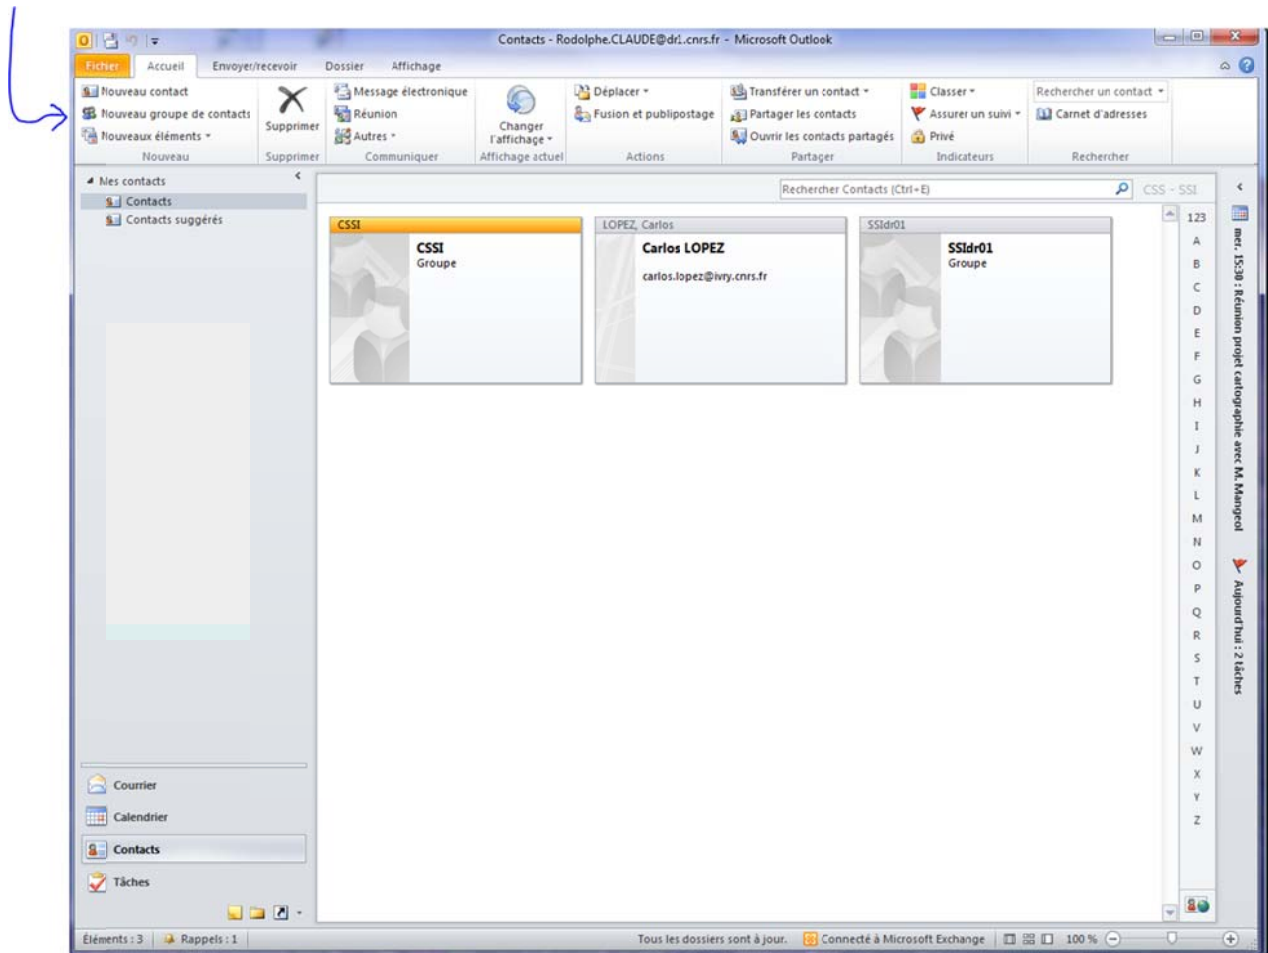 Contacts - Rodolphe.CLAUDE@dr1.cnrs.fr - Microsoft Outlook
Fichier Accueil Envoyer/recevoir Dossier Affichage
Nouveau contact
Nouveau groupe de contacts
Nouveaux éléments
Nouveau
Supprimer
Supprimer
Message électronique
Réunion
Autres
Communiquer
Changer
l'affichage
Affichage actuel
Déplacer
Fusion et publipostage
Actions
Transférer un contact
Partager les contacts
Ouvrir les contacts partagés
Partager
Classer
Assurer un suivi
Privé
Indicateurs
Rechercher un contact
Carnet d'adresses
Rechercher
Mes contacts
Contacts
Contacts suggérés
Rechercher Contacts (Ctrl+E)
CSS - SSI
CSSI
CSSI
Groupe
LOPEZ, Carlos
Carlos LOPEZ
carlos.lopez@ivry.cnrs.fr
SSIdr01
SSIdr01
Groupe
123
A
B
C
D
E
F
G
H
I
J
K
L
M
N
O
P
Q
R
S
T
U
V
W
X
Y
Z
mer. 15:30 : Réunion projet cartographie avec M. Mangeol
Aujourd'hui : 2 tâches
Courrier
Calendrier
Contacts
Tâches
Éléments : 3 Rappels : 1
Tous les dossiers sont à jour. Connecté à Microsoft Exchange 100 %